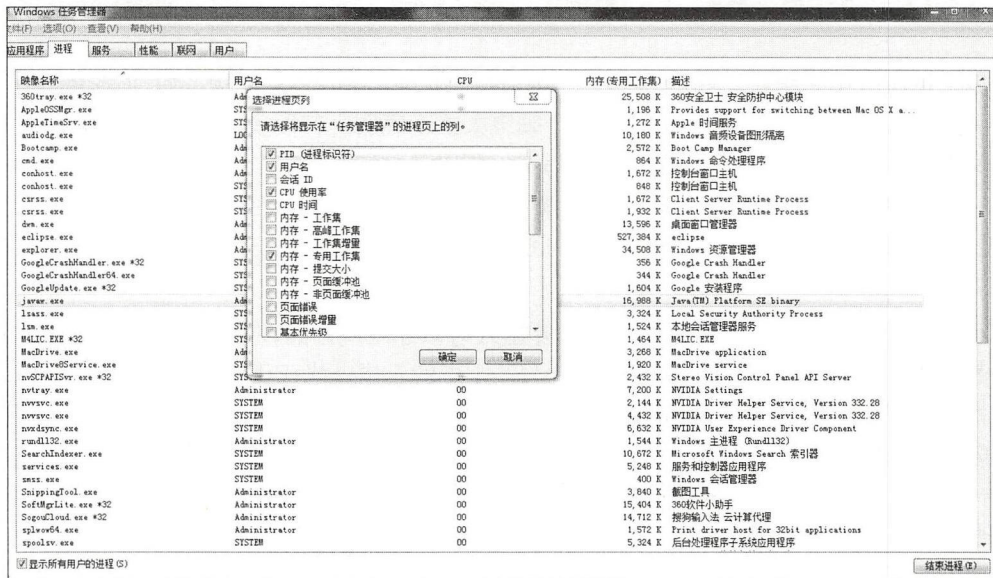 Windows 任务管理器
文件(F) 选项(O) 查看(V) 帮助(H)
应用程序 进程 服务 性能 联网 用户
映像名称 用户名 CPU 内存(专用工作集) 描述
360tray.exe *32 25,508 K 360安全卫士 安全防护中心模块
AppleOSSMgr.exe 1,196 K Provides support for switching between Mac OS X a...
AppleTimeSrv.exe 1,272 K Apple 时间服务
audiodg.exe 10,180 K Windows 音频设备图形隔离
Bootcamp.exe 2,572 K Boot Camp Manager
cmd.exe 864 K Windows 命令处理程序
conhost.exe 1,672 K 控制台窗口主机
conhost.exe 848 K 控制台窗口主机
csrss.exe 1,672 K Client Server Runtime Process
csrss.exe 1,932 K Client Server Runtime Process
dwm.exe 13,596 K 桌面窗口管理器
eclipse.exe 527,384 K eclipse
explorer.exe 34,508 K Windows 资源管理器
GoogleCrashHandler.exe *32 356 K Google Crash Handler
GoogleCrashHandler64.exe 344 K Google Crash Handler
GoogleUpdate.exe *32 1,604 K Google 安装程序
javaw.exe 16,988 K Java(TM) Platform SE binary
lsass.exe 3,324 K Local Security Authority Process
lsm.exe 1,524 K 本地会话管理器服务
M4LIC.EXE *32 1,464 K M4LIC.EXE
MacDrive.exe 3,268 K MacDrive application
MacDrive8Service.exe 1,920 K MacDrive service
nvSCPAPISvr.exe *32 2,432 K Stereo Vision Control Panel API Server
nvtray.exe Administrator 00 7,200 K NVIDIA Settings
nvvsvc.exe SYSTEM 00 2,144 K NVIDIA Driver Helper Service, Version 332.28
nvvsvc.exe SYSTEM 00 4,432 K NVIDIA Driver Helper Service, Version 332.28
nvxdsync.exe SYSTEM 00 6,632 K NVIDIA User Experience Driver Component
rundll32.exe Administrator 00 1,544 K Windows 主进程 (Rundll32)
SearchIndexer.exe SYSTEM 00 10,672 K Microsoft Windows Search 索引器
services.exe SYSTEM 00 5,248 K 服务和控制器应用程序
smss.exe SYSTEM 00 400 K Windows 会话管理器
SnippingTool.exe Administrator 00 3,840 K 截图工具
SoftMgrLite.exe *32 Administrator 00 15,404 K 360软件小助手
SogouCloud.exe *32 Administrator 00 14,712 K 搜狗输入法 云计算代理
splwow64.exe Administrator 00 1,572 K Print driver host for 32bit applications
spoolsv.exe SYSTEM 00 5,324 K 后台处理程序子系统应用程序
显示所有用户的进程(S) 结束进程(E)
选择进程页列
请选择将显示在“任务管理器”的进程页上的列。
PID (进程标识符)
用户名
会话 ID
CPU 使用率
CPU 时间
内存 - 工作集
内存 - 高峰工作集
内存 - 工作集增量
内存 - 专用工作集
内存 - 提交大小
内存 - 页面缓冲池
内存 - 非页面缓冲池
页面错误
页面错误增量
基本优先级
确定 取消